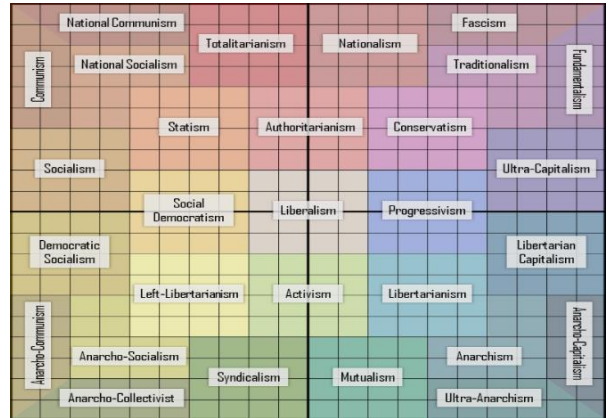 National Communism
Fascism
Totalitarianism
Nationalism
Communism
National Socialism
Traditionalism
Fundamentalism
Statism
Authoritarianism
Conservatism
Socialism
Ultra-Capitalism
Social
Democratism
Liberalism
Progressivism
Democratic
Socialism
Libertarian
Capitalism
Left-Libertarianism
Activism
Libertarianism
Anarcho-Communism
Anarcho-Capitalism
Anarcho-Socialism
Anarchism
Syndicalism
Mutualism
Anarcho-Collectivist
Ultra-Anarchism